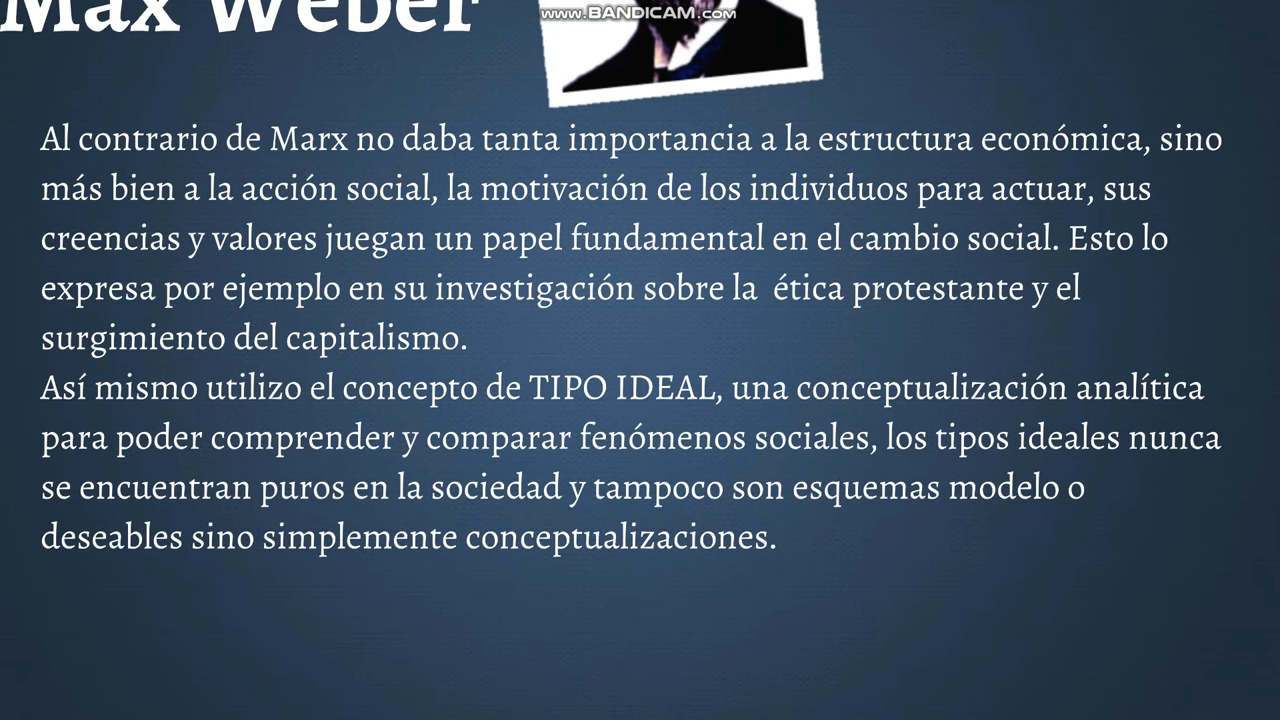 Max Weber
www.BANDICAM.com
Al contrario de Marx no daba tanta importancia a la estructura económica, sino
más bien a la acción social, la motivación de los individuos para actuar, sus
creencias y valores juegan un papel fundamental en el cambio social. Esto lo
expresa por ejemplo en su investigación sobre la  ética protestante y el
surgimiento del capitalismo.
Así mismo utilizo el concepto de TIPO IDEAL, una conceptualización analítica
para poder comprender y comparar fenómenos sociales, los tipos ideales nunca
se encuentran puros en la sociedad y tampoco son esquemas modelo o
deseables sino simplemente conceptualizaciones.